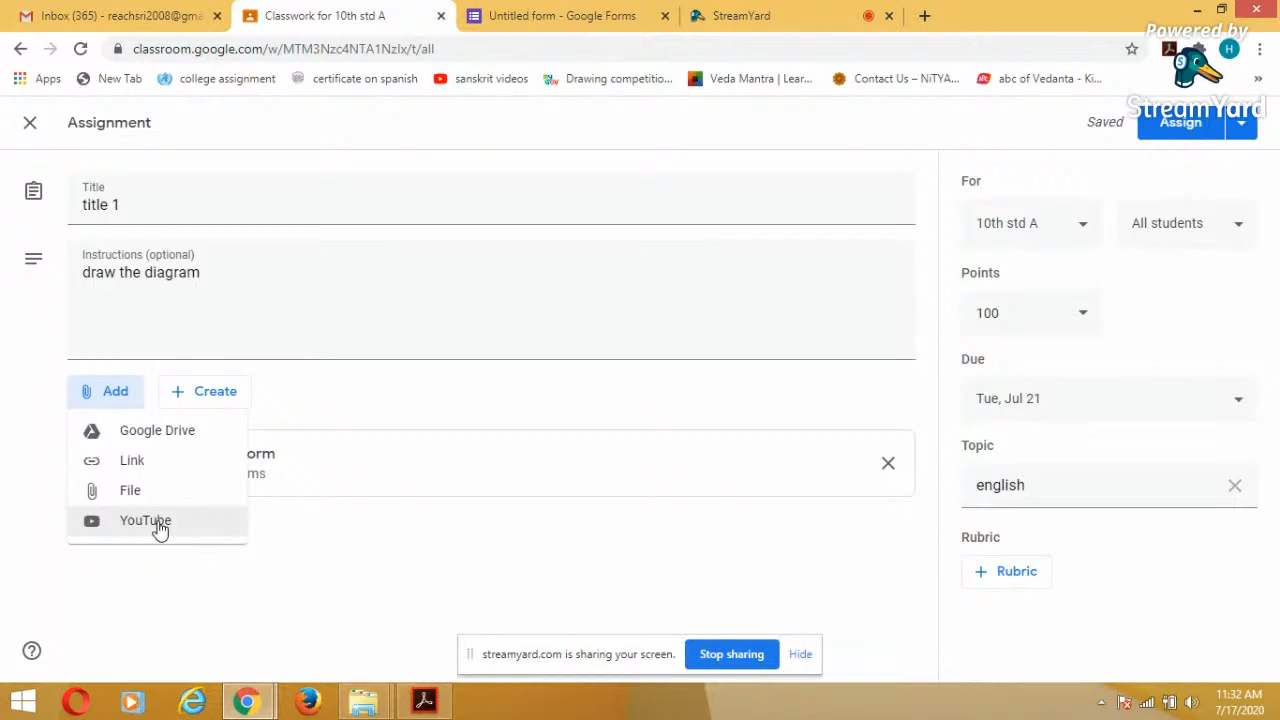 Inbox (365) - reachsri2008@gma
Classwork for 10th std A
Untitled form - Google Forms
StreamYard
Powered by
StreamYard
classroom.google.com/w/MTM3Nzc4NTA1NzIx/t/all
H
Apps
New Tab
college assignment
certificate on spanish
sanskrit videos
Drawing competitio...
Veda Mantra | Lear...
Contact Us – NiTYA...
abc of Vedanta - Ki...
»
Assignment
Saved
Assign
Title
title 1
Instructions (optional)
draw the diagram
Add
Create
Google Drive
Link
File
YouTube
orm
ms
For
10th std A
All students
Points
100
Due
Tue, Jul 21
Topic
english
Rubric
+ Rubric
streamyard.com is sharing your screen.
Stop sharing
Hide
11:32 AM
7/17/2020